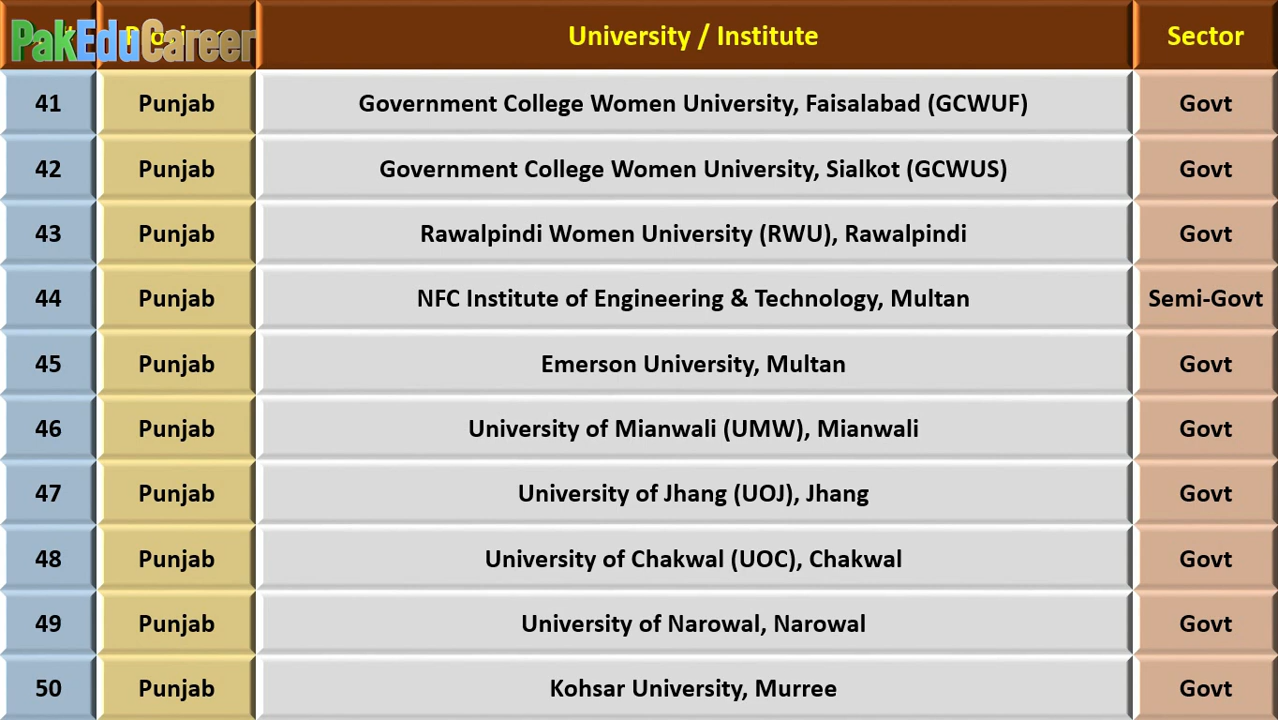 PakEduCareer
University / Institute
Sector
41 Punjab Government College Women University, Faisalabad (GCWUF) Govt
42 Punjab Government College Women University, Sialkot (GCWUS) Govt
43 Punjab Rawalpindi Women University (RWU), Rawalpindi Govt
44 Punjab NFC Institute of Engineering & Technology, Multan Semi-Govt
45 Punjab Emerson University, Multan Govt
46 Punjab University of Mianwali (UMW), Mianwali Govt
47 Punjab University of Jhang (UOJ), Jhang Govt
48 Punjab University of Chakwal (UOC), Chakwal Govt
49 Punjab University of Narowal, Narowal Govt
50 Punjab Kohsar University, Murree Govt